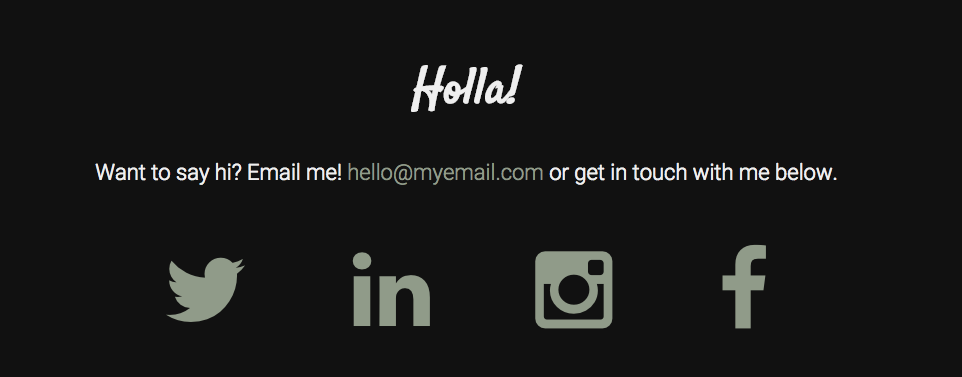 Holla!
Want to say hi? Email me! hello@myemail.com or get in touch with me below.
in
f